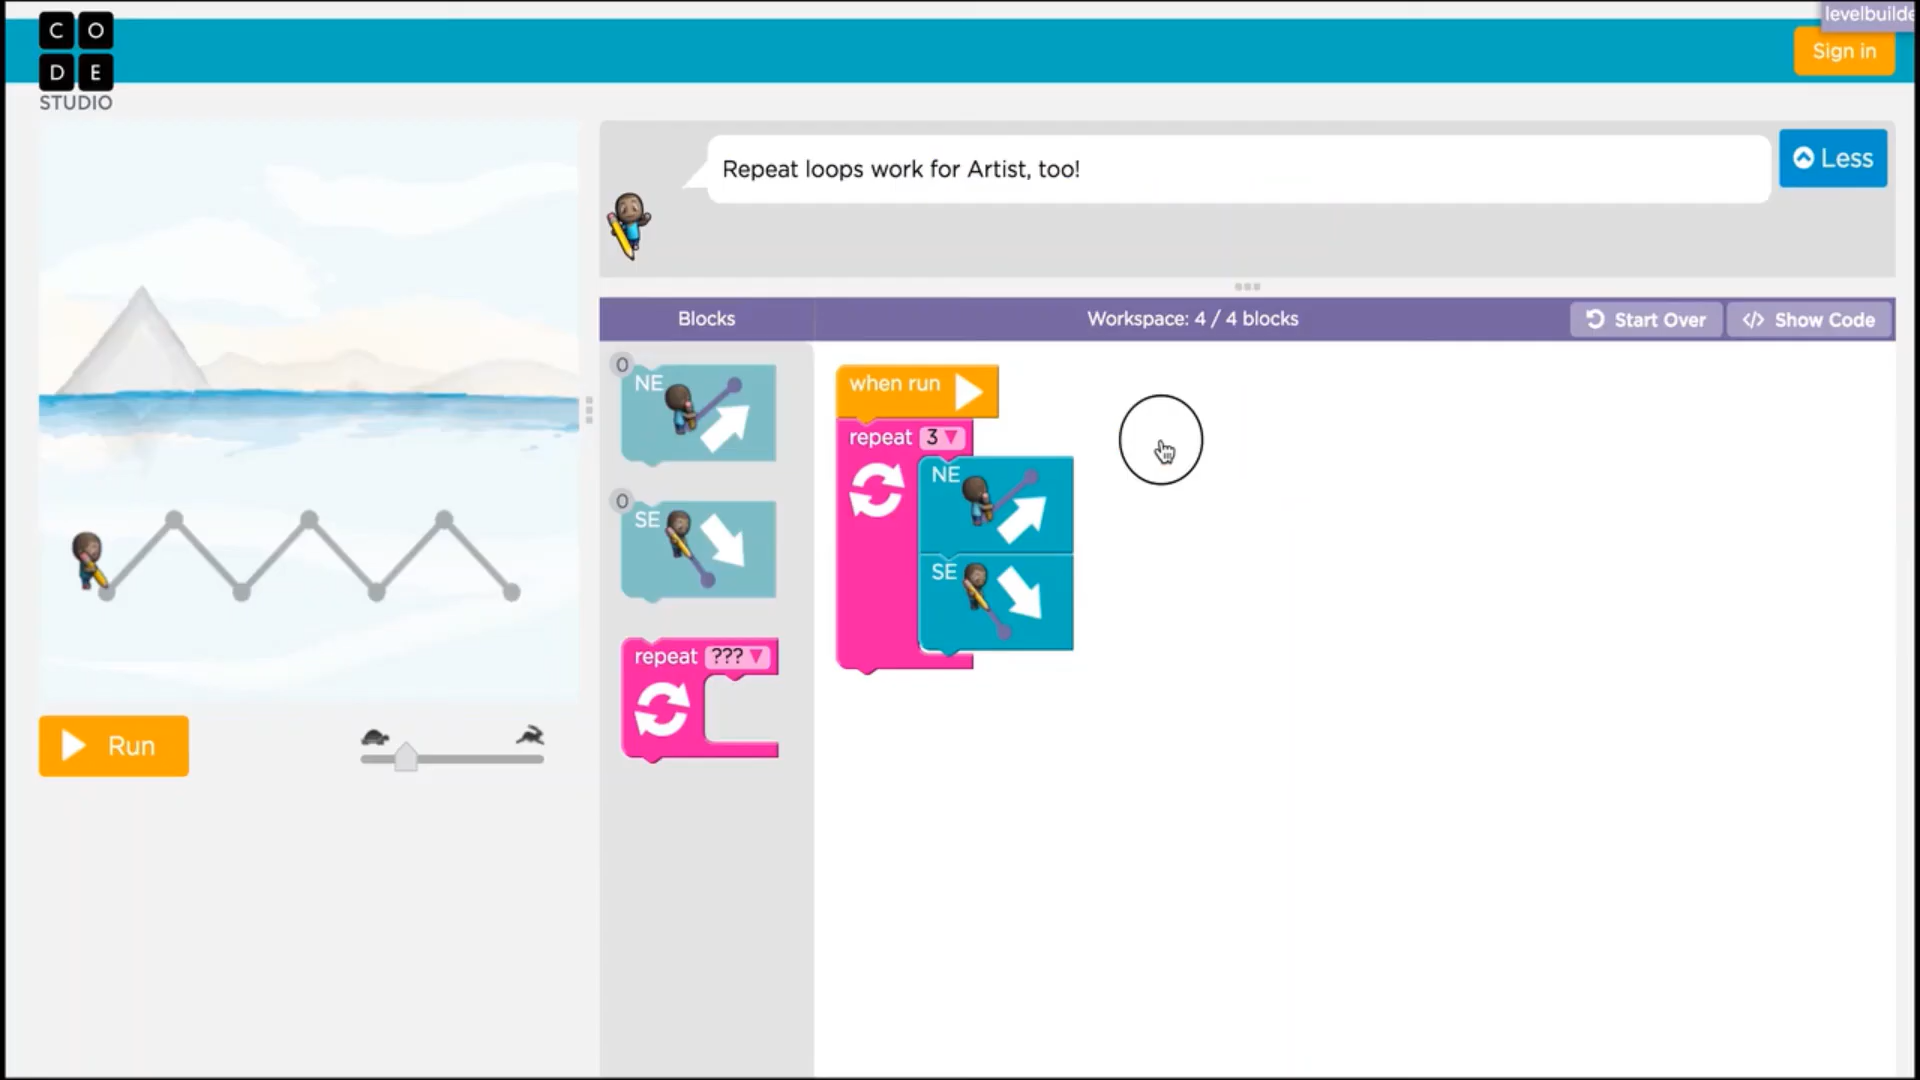 levelbuilde
C O
D E
STUDIO
Sign in
Repeat loops work for Artist, too!
Less
Blocks
Workspace: 4 / 4 blocks
Start Over
</> Show Code
0
NE
0
SE
repeat ???
when run
repeat 3
NE
SE
Run